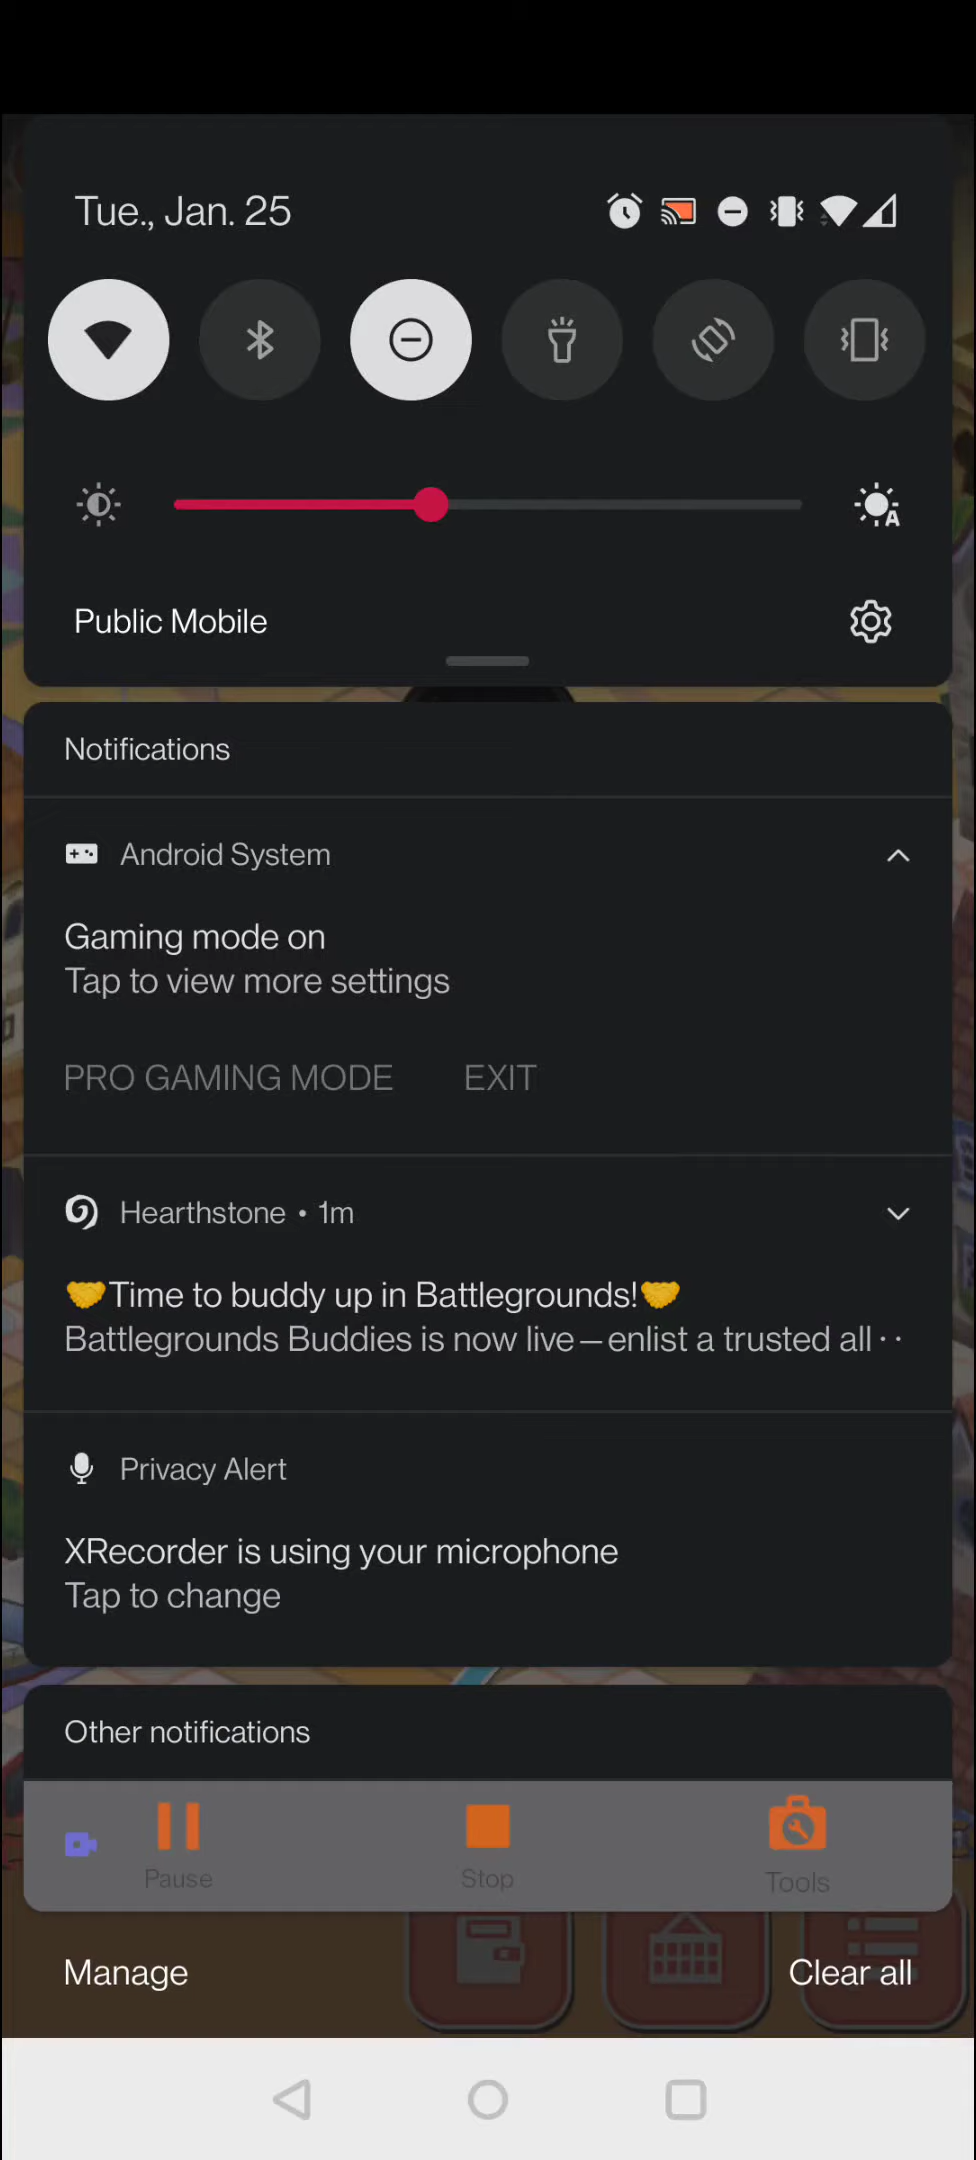 Tue., Jan. 25
A
Public Mobile
Notifications
Android System
Gaming mode on
Tap to view more settings
PRO GAMING MODE EXIT
Hearthstone • 1m
🤝Time to buddy up in Battlegrounds!🤝
Battlegrounds Buddies is now live—enlist a trusted all··
Privacy Alert
XRecorder is using your microphone
Tap to change
Other notifications
Pause Stop Tools
Manage Clear all